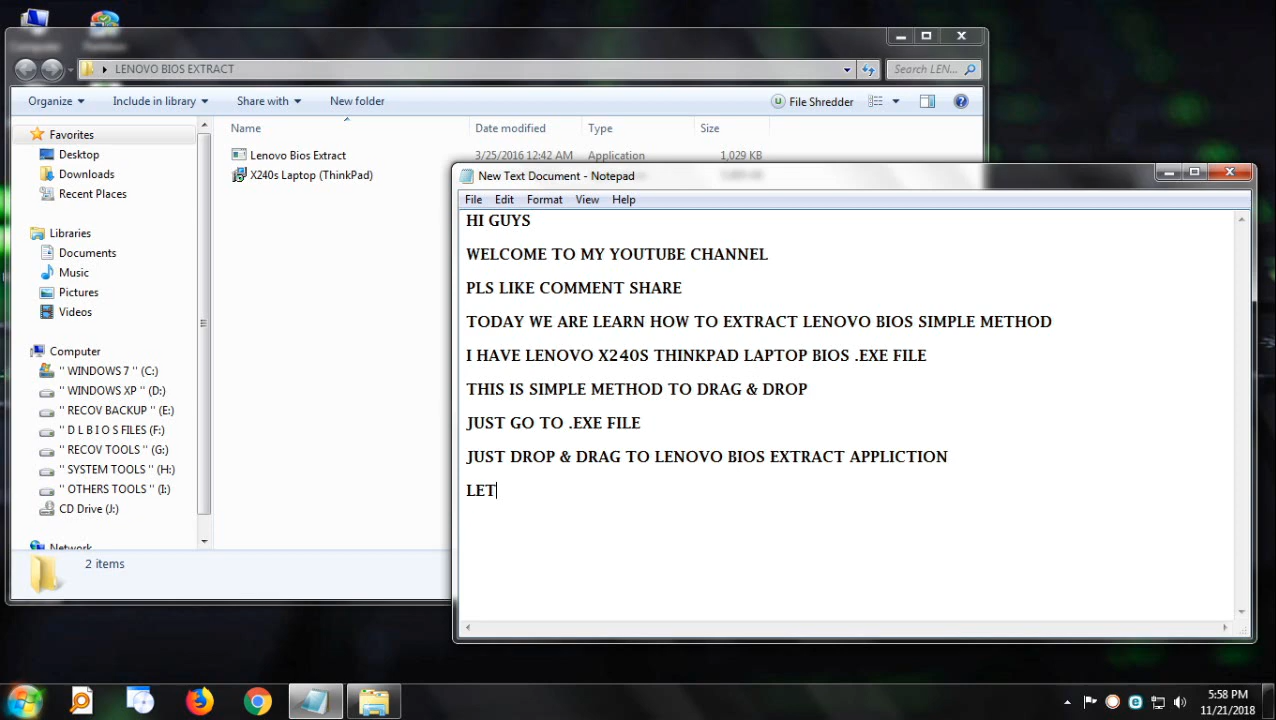 Computer
LENOVO BIOS EXTRACT
Search LEN...
Organize
Include in library
Share with
New folder
File Shredder
Name
Date modified
Type
Size
Favorites
Desktop
Downloads
Recent Places
Libraries
Documents
Music
Pictures
Videos
Computer
" WINDOWS 7 " (C:)
" WINDOWS XP " (D:)
" RECOV BACKUP " (E:)
" D L B I O S FILES (F:)
" RECOV TOOLS " (G:)
" SYSTEM TOOLS " (H:)
" OTHERS TOOLS " (I:)
CD Drive (J:)
Network
Lenovo Bios Extract
3/25/2016 12:42 AM
Application
1,029 KB
X240s Laptop (ThinkPad)
2 items
New Text Document - Notepad
File Edit Format View Help
HI GUYS
WELCOME TO MY YOUTUBE CHANNEL
PLS LIKE COMMENT SHARE
TODAY WE ARE LEARN HOW TO EXTRACT LENOVO BIOS SIMPLE METHOD
I HAVE LENOVO X240S THINKPAD LAPTOP BIOS .EXE FILE
THIS IS SIMPLE METHOD TO DRAG & DROP
JUST GO TO .EXE FILE
JUST DROP & DRAG TO LENOVO BIOS EXTRACT APPLICTION
LET
5:58 PM
11/21/2018